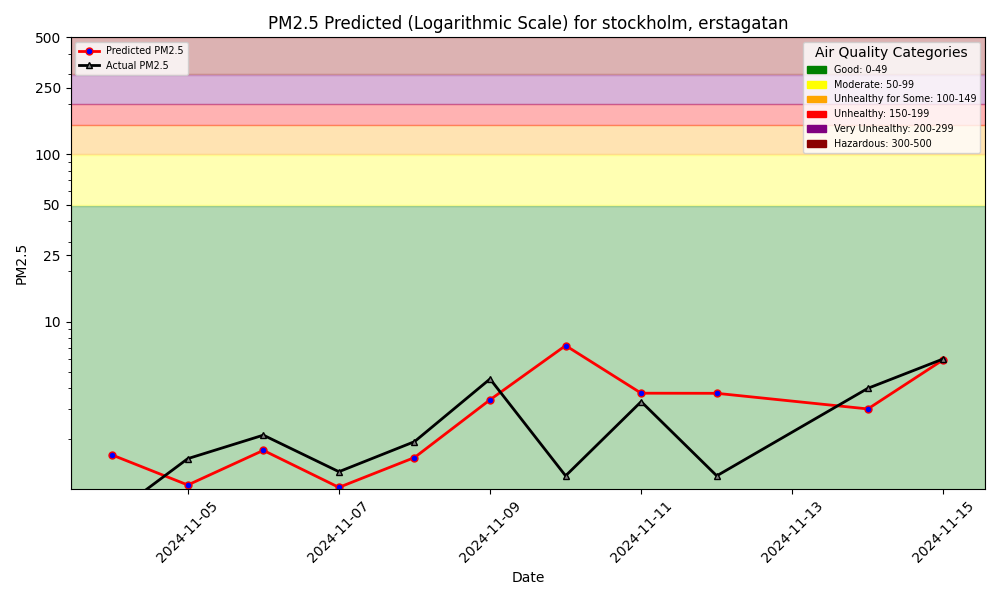 PM2.5 Predicted (Logarithmic Scale) for stockholm, erstagatan
Predicted PM2.5
Actual PM2.5
Air Quality Categories
Good: 0-49
Moderate: 50-99
Unhealthy for Some: 100-149
Unhealthy: 150-199
Very Unhealthy: 200-299
Hazardous: 300-500
PM2.5
500
250
100
50
25
10
2024-11-05
2024-11-07
2024-11-09
2024-11-11
2024-11-13
2024-11-15
Date